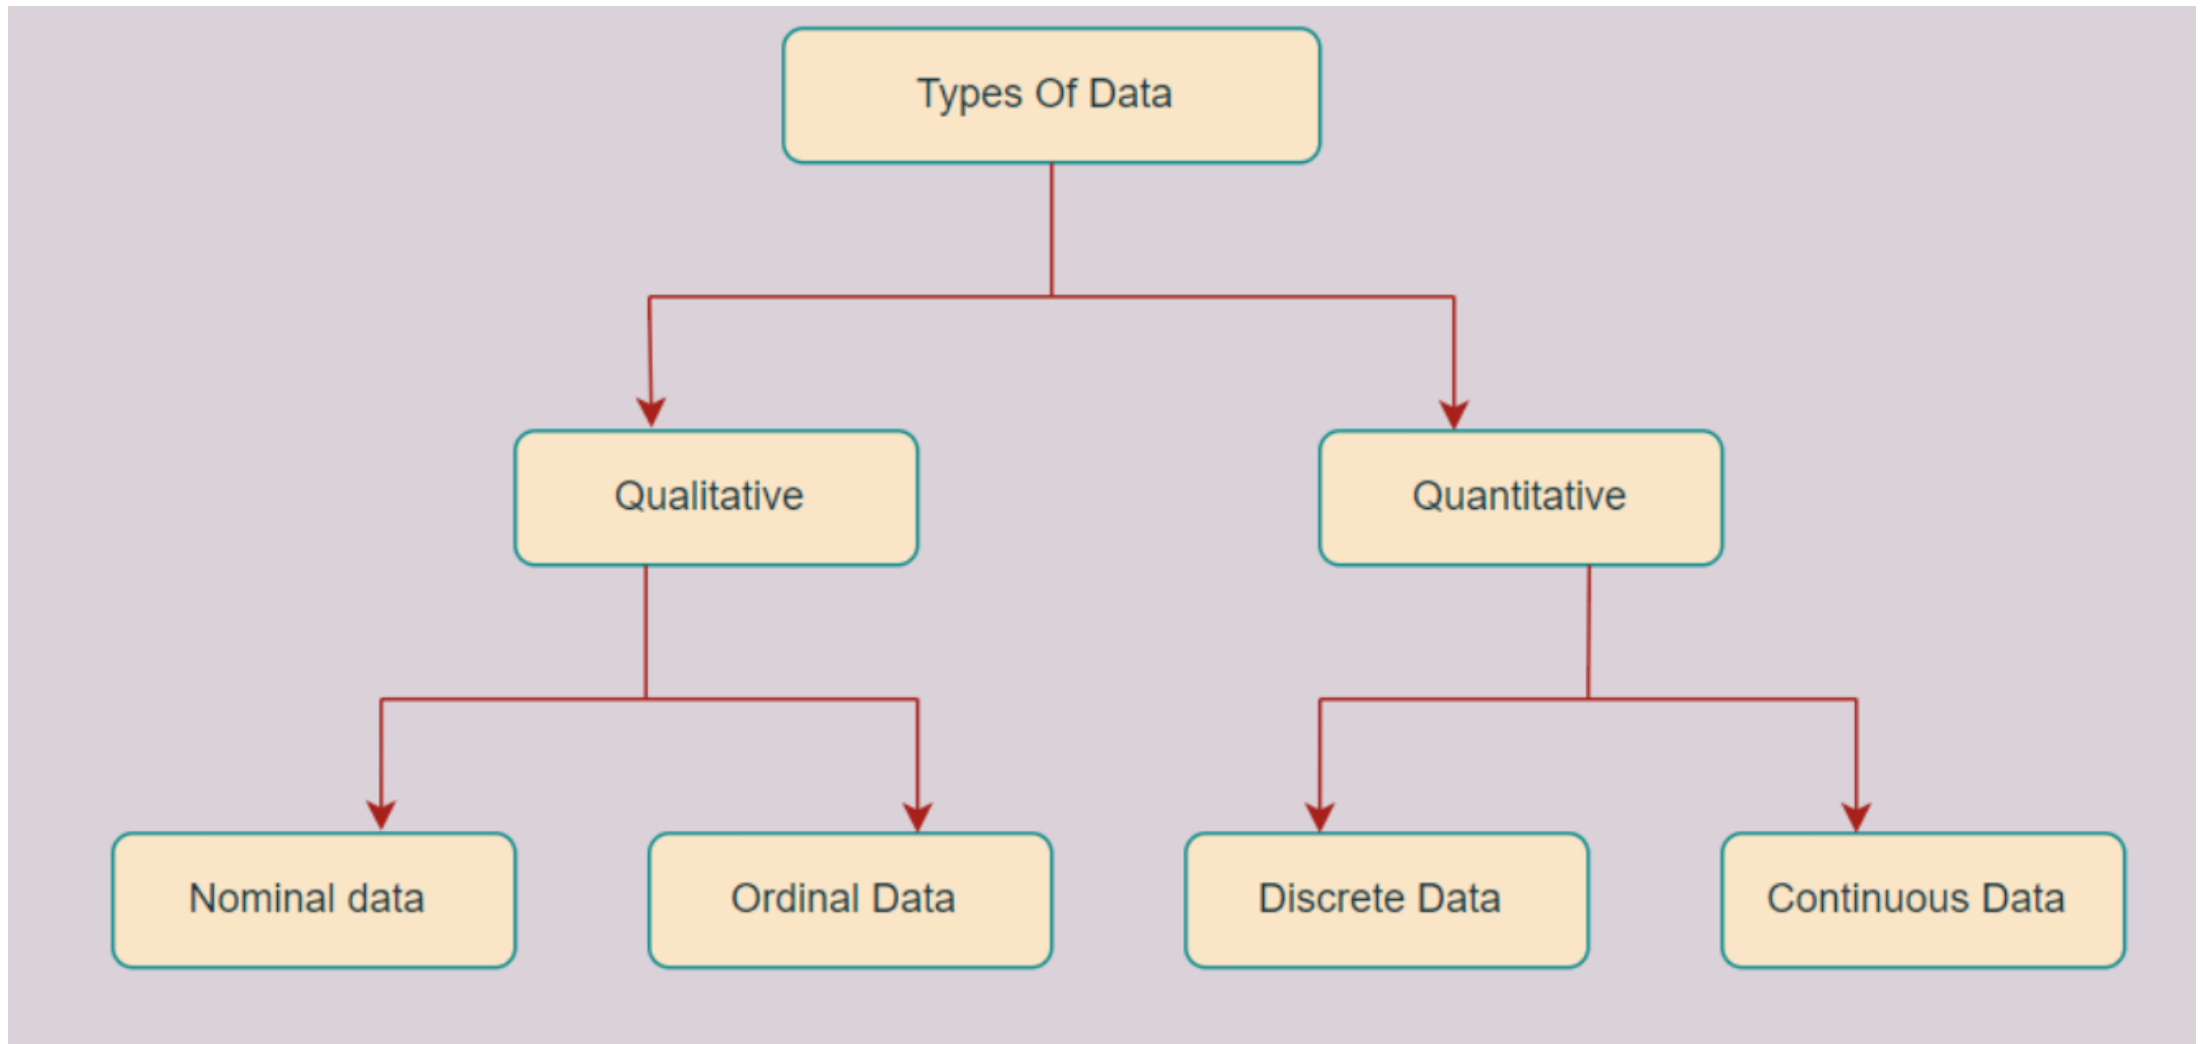 Types Of Data
Qualitative
Quantitative
Nominal data
Ordinal Data
Discrete Data
Continuous Data